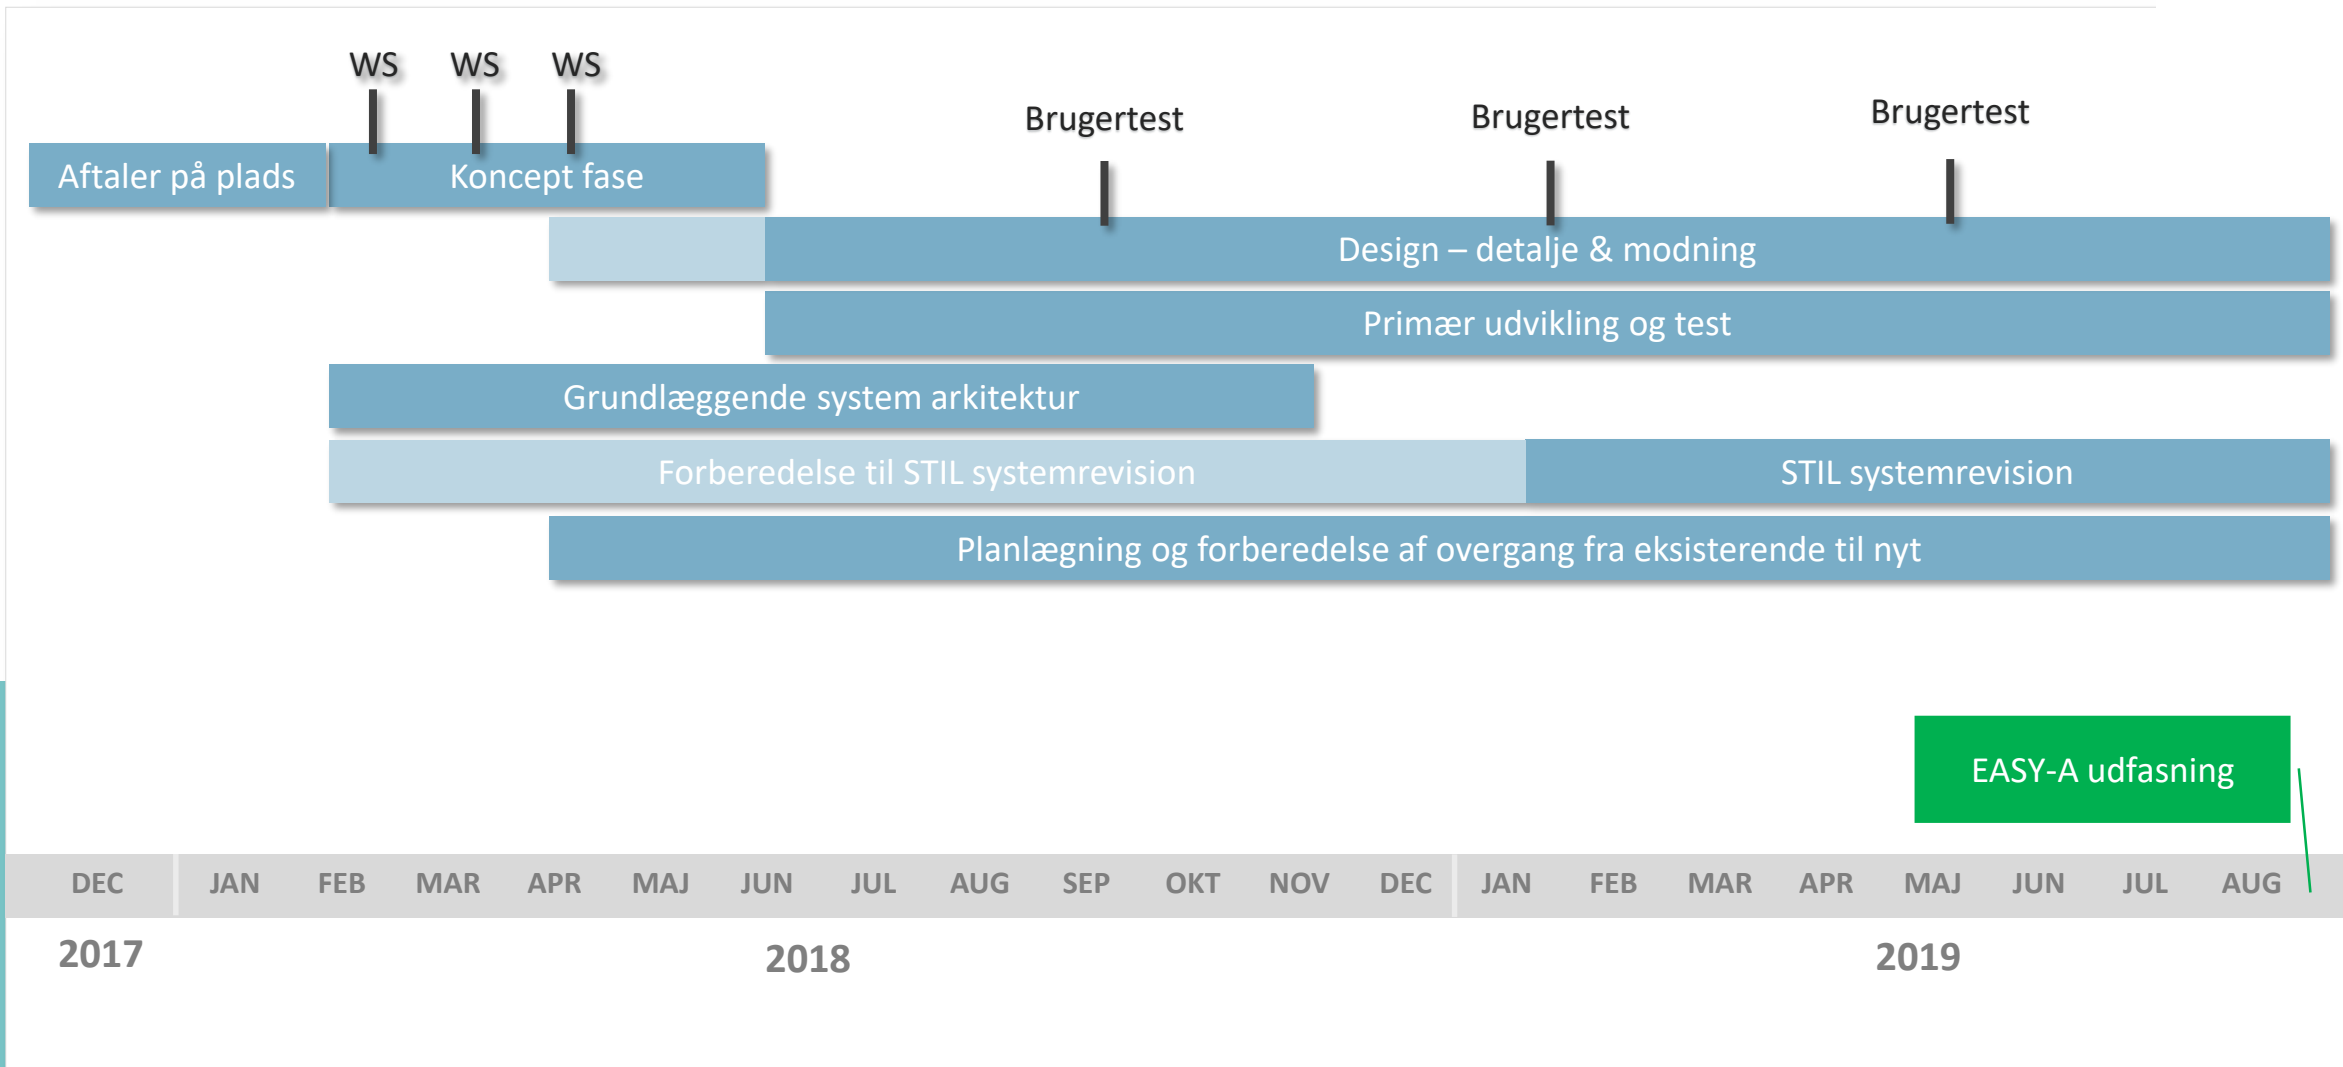 WS
WS
WS
Brugertest
Brugertest
Brugertest
Aftaler på plads
Koncept fase
Design – detalje & modning
Primær udvikling og test
Grundlæggende system arkitektur
Forberedelse til STIL systemrevision
STIL systemrevision
Planlægning og forberedelse af overgang fra eksisterende til nyt
EASY-A udfasning
DEC
JAN
FEB
MAR
APR
MAJ
JUN
JUL
AUG
SEP
OKT
NOV
DEC
JAN
FEB
MAR
APR
MAJ
JUN
JUL
AUG
2017
2018
2019